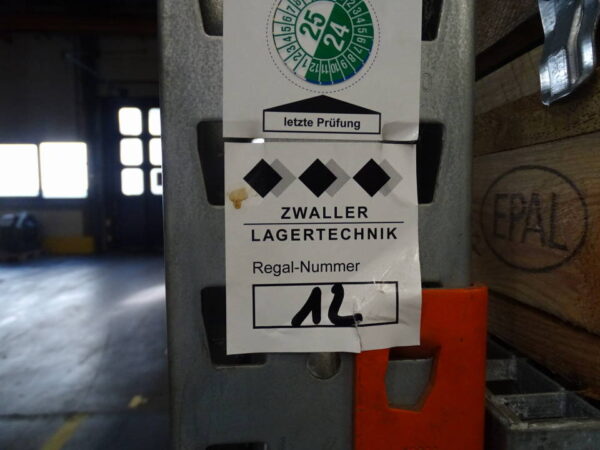 25
24
letzte Prüfung
ZWALLER
LAGERTECHNIK
Regal-Nummer
12.
EPAL